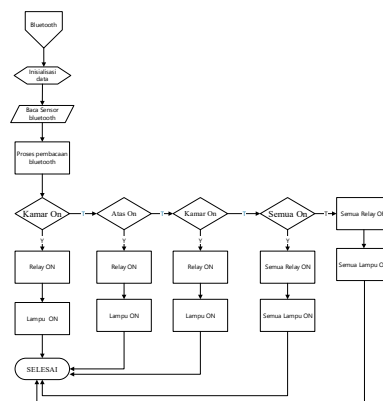 Bluetooth
Inisialisasi
data
Baca Sensor
bluetooth
Proses pembacaan
bluetooth
Kamar On
T
Atas On
T
Kamar On
T
Semua On
T
Semua Relay ON
Y
Y
Y
Y
Relay ON
Relay ON
Relay ON
Semua Relay ON
Semua Lampu ON
Lampu ON
Lampu ON
Lampu ON
Semua Lampu ON
SELESAI